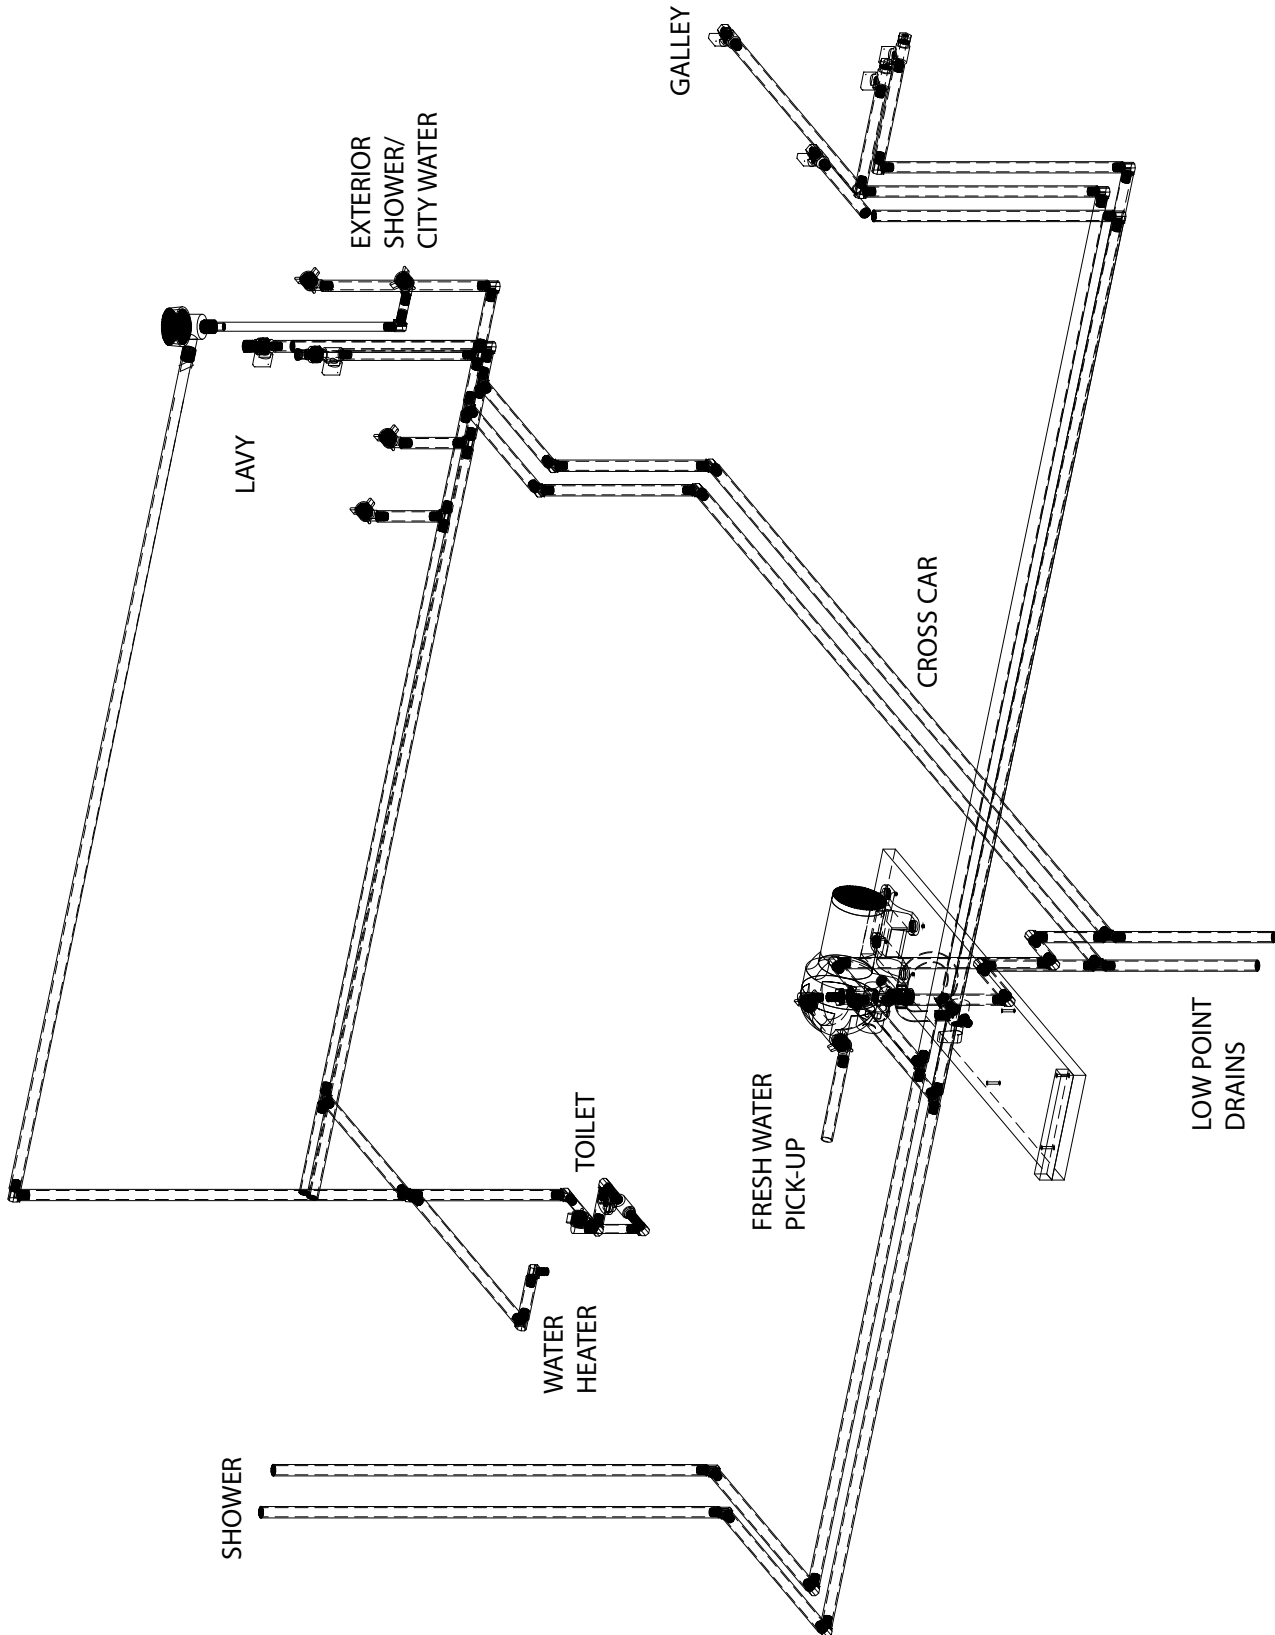 SHOWER
WATER
HEATER
TOILET
LAVY
EXTERIOR
SHOWER/
CITY WATER
FRESH WATER
PICK-UP
CROSS CAR
GALLEY
LOW POINT
DRAINS